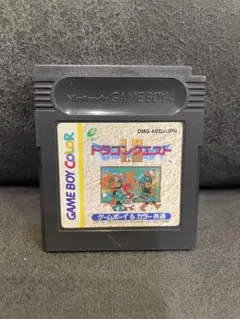 Nintendo GAME BOY
DMG-AEDJ-JPN
ドラゴンクエスト
I・II
GAME BOY COLOR
ゲームボーイ&カラー共通